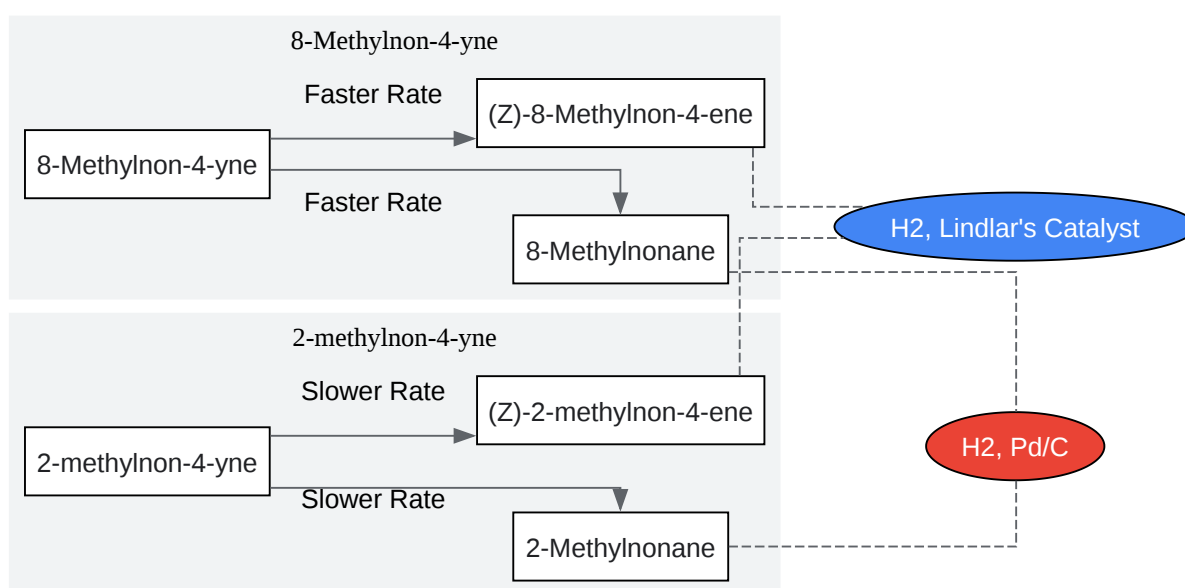 8-Methylnon-4-yne
Faster Rate
(Z)-8-Methylnon-4-ene
8-Methylnon-4-yne
Faster Rate
8-Methylnonane
H2, Lindlar's Catalyst
2-methylnon-4-yne
Slower Rate
(Z)-2-methylnon-4-ene
2-methylnon-4-yne
Slower Rate
2-Methylnonane
H2, Pd/C